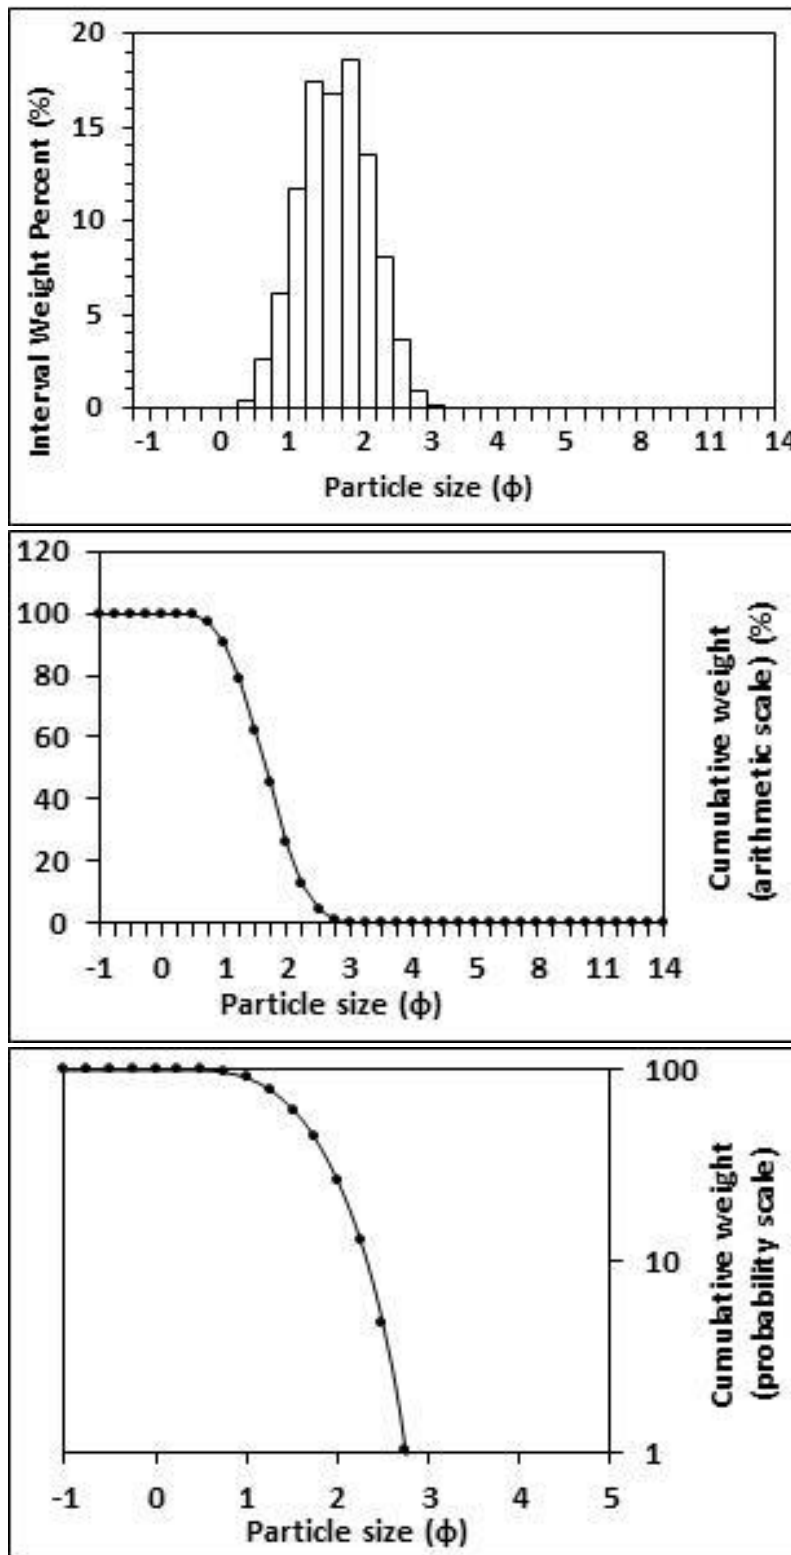 20
15
10
5
0
Interval Weight Percent (%)
-1 0 1 2 3 4 5 8 11 14
Particle size (ϕ)
120
100
80
60
40
20
0
-1 0 1 2 3 4 5 8 11 14
Particle size (ϕ)
Cumulative weight
(arithmetic scale) (%)
100
10
1
-1 0 1 2 3 4 5
Particle size (ϕ)
Cumulative weight
(probability scale)